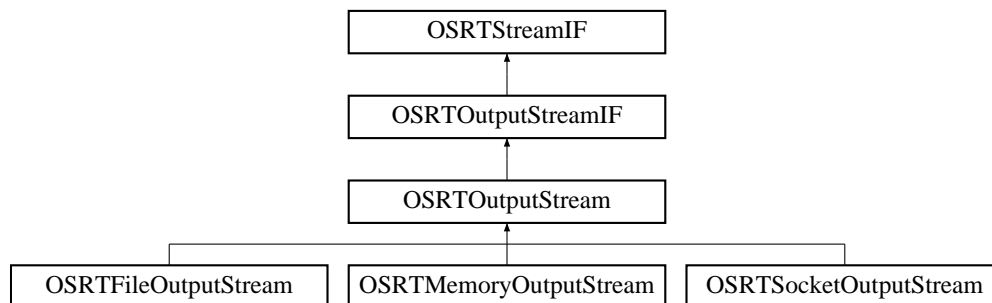 OSRTStreamIF
OSRTOutputStreamIF
OSRTOutputStream
OSRTFileOutputStream
OSRTMemoryOutputStream
OSRTSocketOutputStream